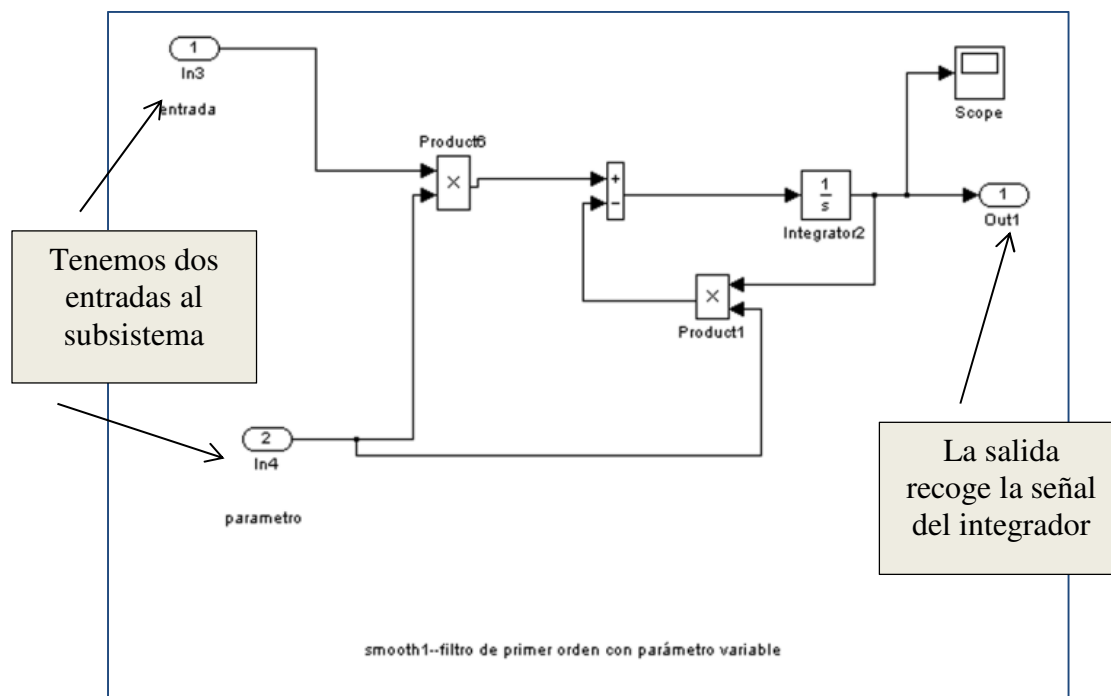 1
In3
entrada
Product6
×
+
−
1
s
Integrator2
Scope
1
Out1
×
Product1
Tenemos dos
entradas al
subsistema
2
In4
parametro
La salida
recoge la señal
del integrador
smooth1--filtro de primer orden con parámetro variable